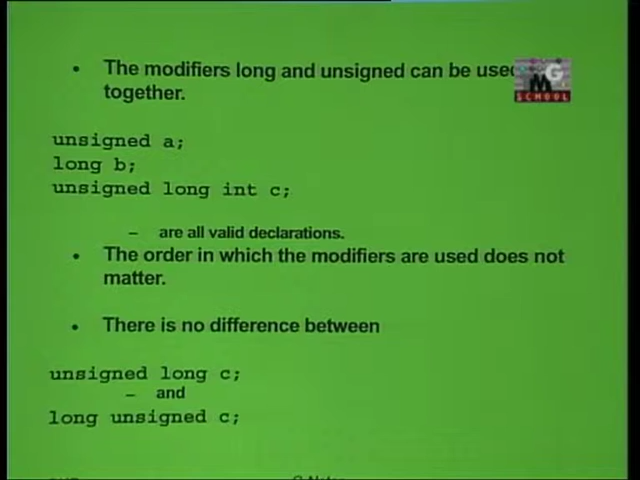 • The modifiers long and unsigned can be used
together.
unsigned a;
long b;
unsigned long int c;
– are all valid declarations.
• The order in which the modifiers are used does not
matter.
• There is no difference between
unsigned long c;
– and
long unsigned c;
MG
SCHOOL